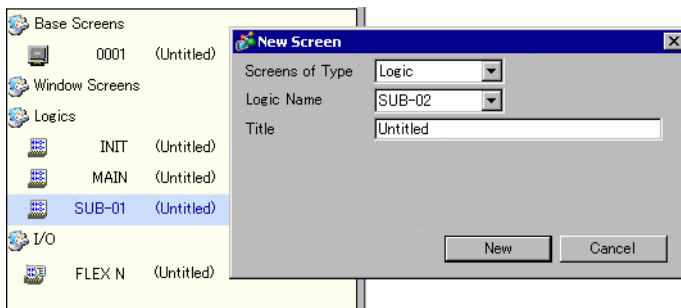 Base Screens
0001 (Untitled)
Window Screens
Logics
INIT (Untitled)
MAIN (Untitled)
SUB-01 (Untitled)
I/O
FLEX N (Untitled)
New Screen
Screens of Type Logic
Logic Name SUB-02
Title Untitled
New Cancel